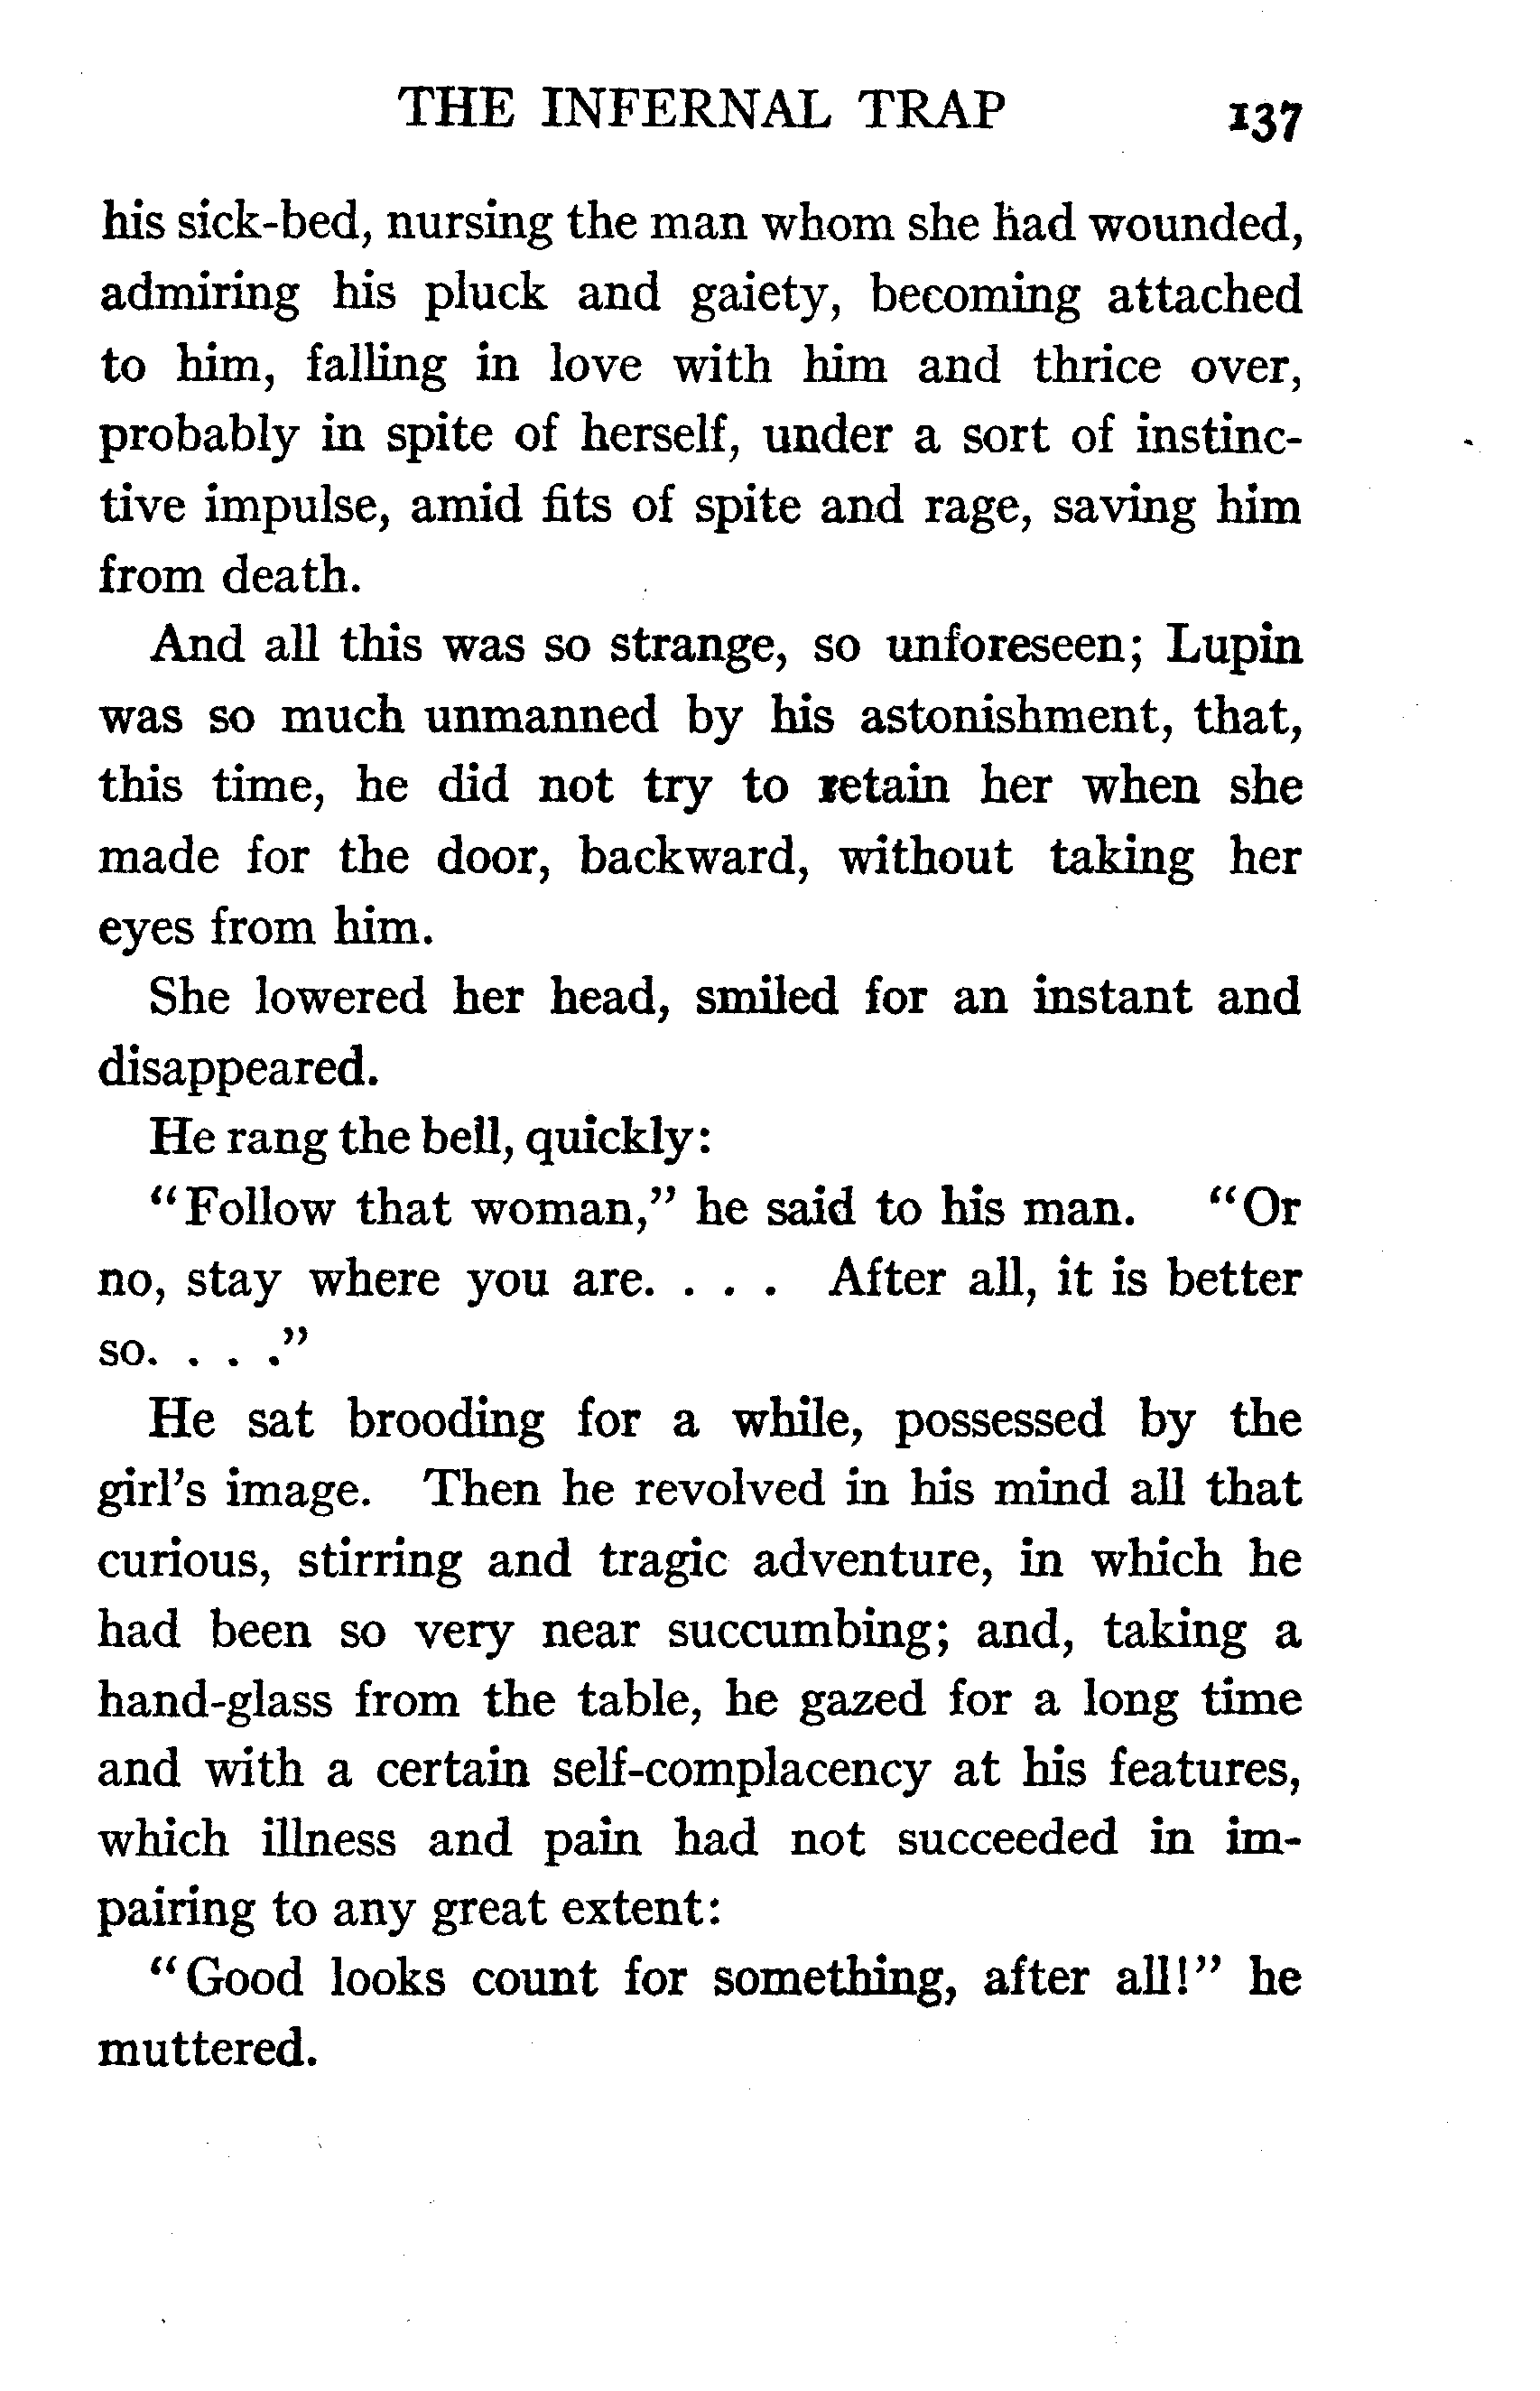 THE INFERNAL TRAP 137
his sick-bed, nursing the man whom she had wounded,
admiring his pluck and gaiety, becoming attached
to him, falling in love with him and thrice over,
probably in spite of herself, under a sort of instinc-
tive impulse, amid fits of spite and rage, saving him
from death.
And all this was so strange, so unforeseen; Lupin
was so much unmanned by his astonishment, that,
this time, he did not try to retain her when she
made for the door, backward, without taking her
eyes from him.
She lowered her head, smiled for an instant and
disappeared.
He rang the bell, quickly:
“Follow that woman,” he said to his man. “Or
no, stay where you are. . . . After all, it is better
so. . . .”
He sat brooding for a while, possessed by the
girl’s image. Then he revolved in his mind all that
curious, stirring and tragic adventure, in which he
had been so very near succumbing; and, taking a
hand-glass from the table, he gazed for a long time
and with a certain self-complacency at his features,
which illness and pain had not succeeded in im-
pairing to any great extent:
“Good looks count for something, after all!” he
muttered.